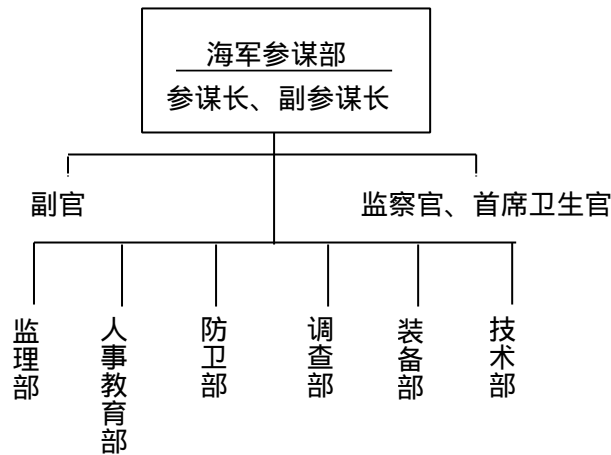 海军参谋部
参谋长、副参谋长
副官
监察官、首席卫生官
监理部
人事教育部
防卫部
调查部
装备部
技术部